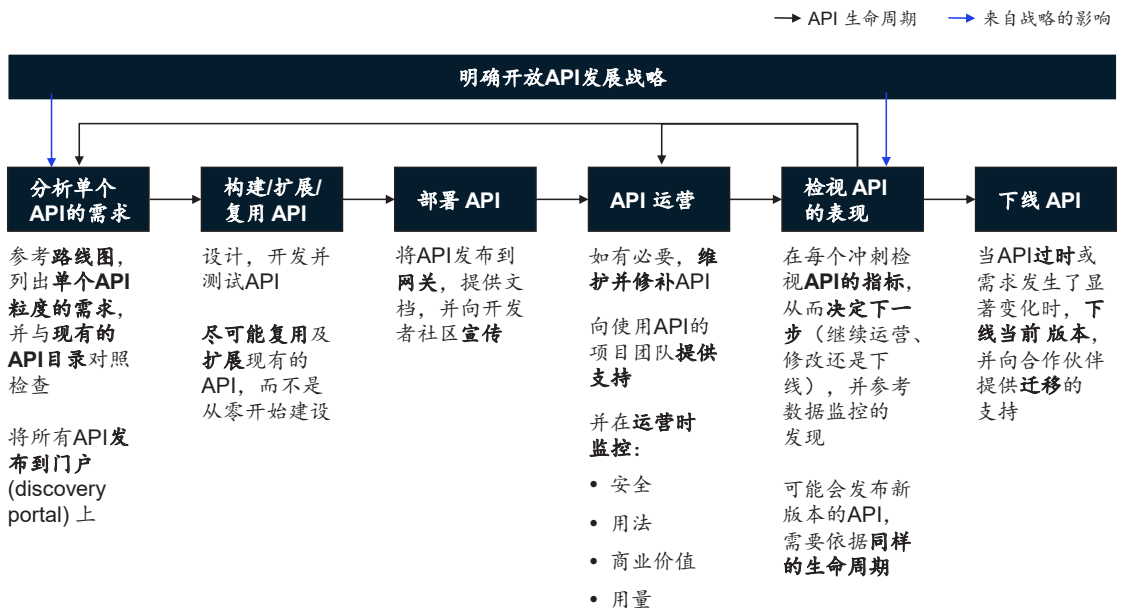 API 生命周期
来自战略的影响
明确开放API发展战略
分析单个
API的需求
参考路线图，
列出单个API
粒度的需求，
并与现有的
API目录对照
检查
将所有API发
布到门户
(discovery
portal) 上
构建/扩展/
复用 API
设计，开发并
测试API
尽可能复用及
扩展现有的
API，而不是
从零开始建设
部署 API
将API发布到
网关，提供文
档，并向开发
者社区宣传
API 运营
如有必要，维
护并修补API
向使用API的
项目团队提供
支持
并在运营时
监控：
• 安全
• 用法
• 商业价值
• 用量
检视 API
的表现
在每个冲刺检
视API的指标，
从而决定下一
步（继续运营、
修改还是下
线），并参考
数据监控的
发现
可能会发布新
版本的API，
需要依据同样
的生命周期
下线 API
当API过时或
需求发生了显
著变化时，下
线当前 版本，
并向合作伙伴
提供迁移的
支持